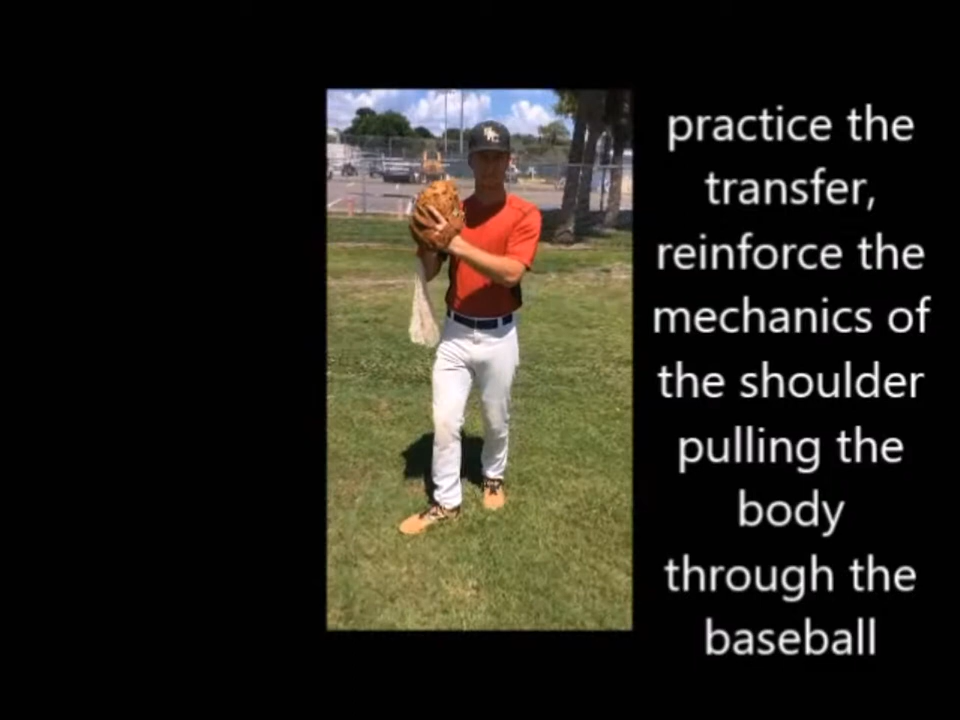 practice the
transfer,
reinforce the
mechanics of
the shoulder
pulling the
body
through the
baseball